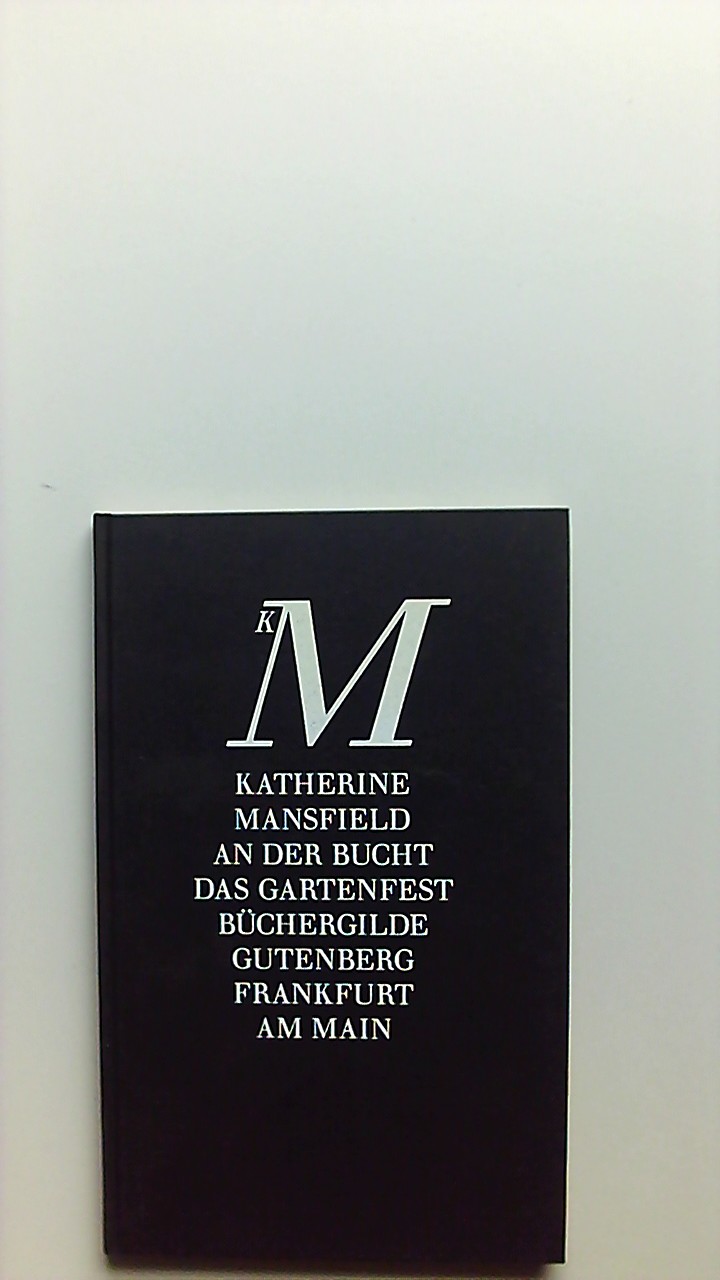 KM
KATHERINE
MANSFIELD
AN DER BUCHT
DAS GARTENFEST
BÜCHERGILDE
GUTENBERG
FRANKFURT
AM MAIN